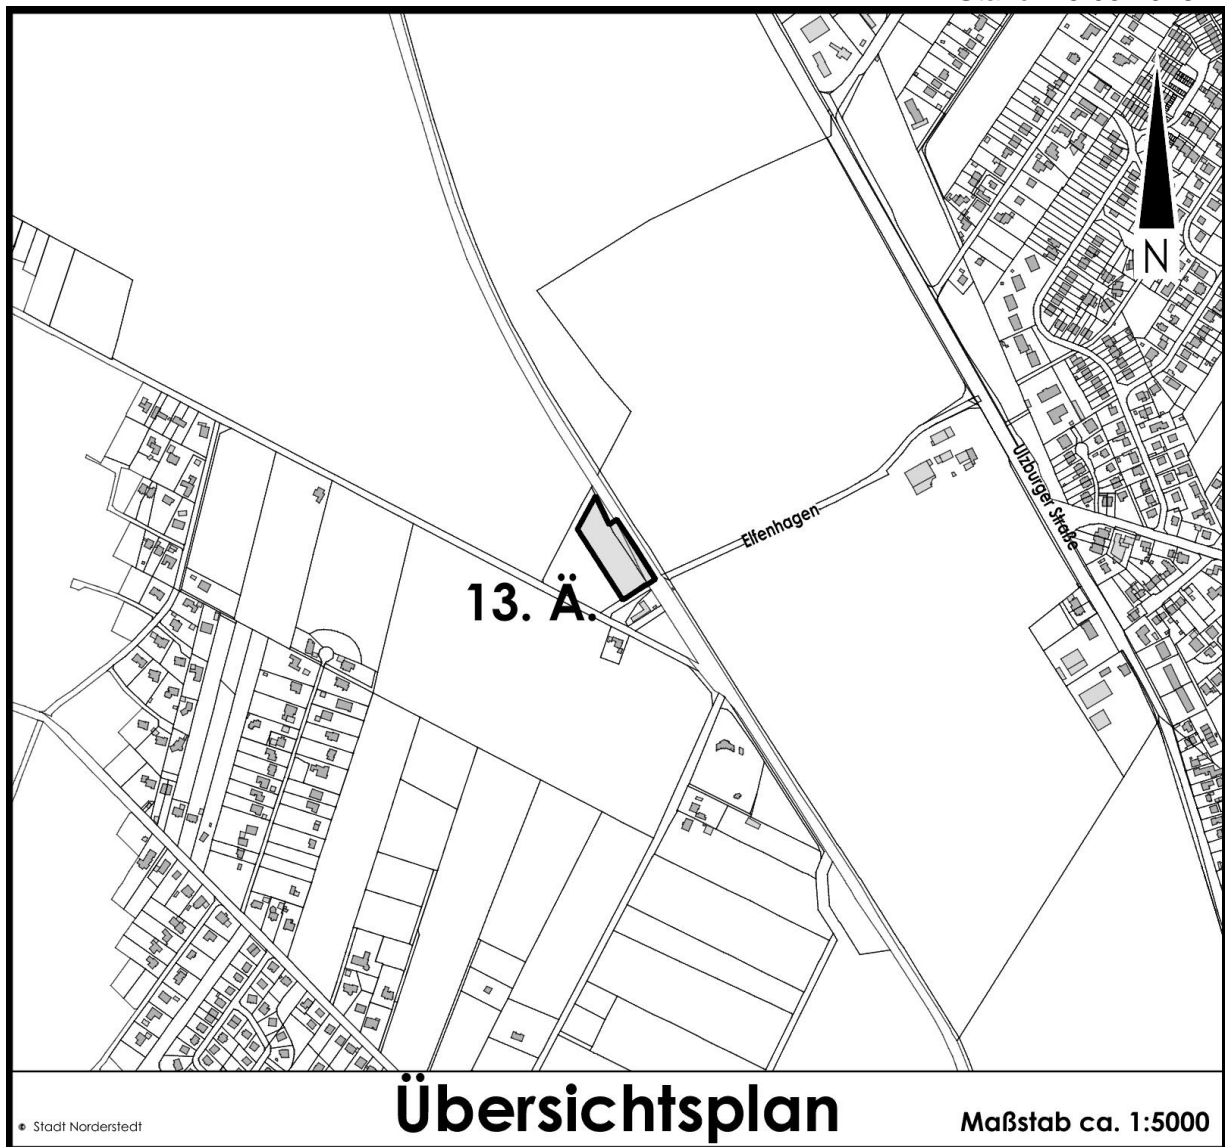 N
Ulzburger Straße
Elfenhagen
13. Ä.
Übersichtsplan
© Stadt Norderstedt
Maßstab ca. 1:5000